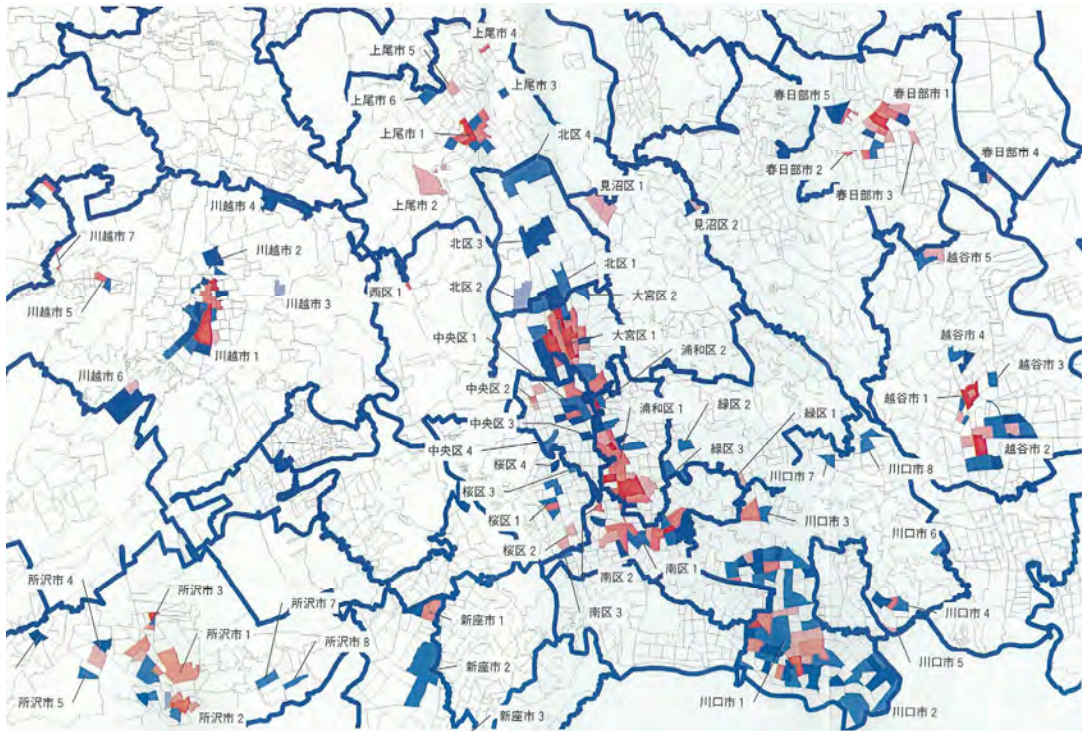 上尾市 4
上尾市 5
上尾市 3
上尾市 6
春日部市 5
春日部市 1
上尾市 1
北区 4
春日部市 2
春日部市 4
川越市 4
上尾市 2
見沼区 1
春日部市 3
見沼区 2
川越市 7
川越市 2
北区 3
越谷市 5
北区 1
川越市 5
川越市 3
西区 1
北区 2
大宮区 2
越谷市 4
中央区 1
大宮区 1
浦和区 2
越谷市 3
川越市 1
川越市 6
中央区 2
越谷市 1
浦和区 1
緑区 2
緑区 1
中央区 3
緑区 3
越谷市 2
中央区 4
桜区 4
川口市 7
川口市 8
桜区 3
桜区 1
川口市 3
川口市 6
桜区 2
南区 2
南区 1
所沢市 4
所沢市 3
所沢市 7
新座市 1
南区 3
川口市 4
所沢市 1
所沢市 8
新座市 2
川口市 5
所沢市 5
所沢市 2
新座市 3
川口市 1
川口市 2